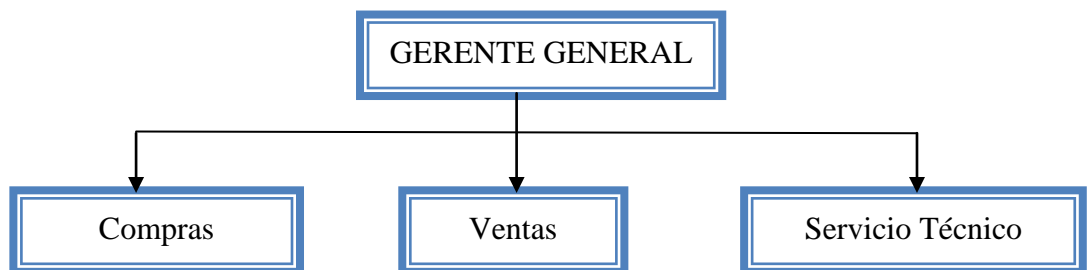 GERENTE GENERAL
Compras
Ventas
Servicio Técnico